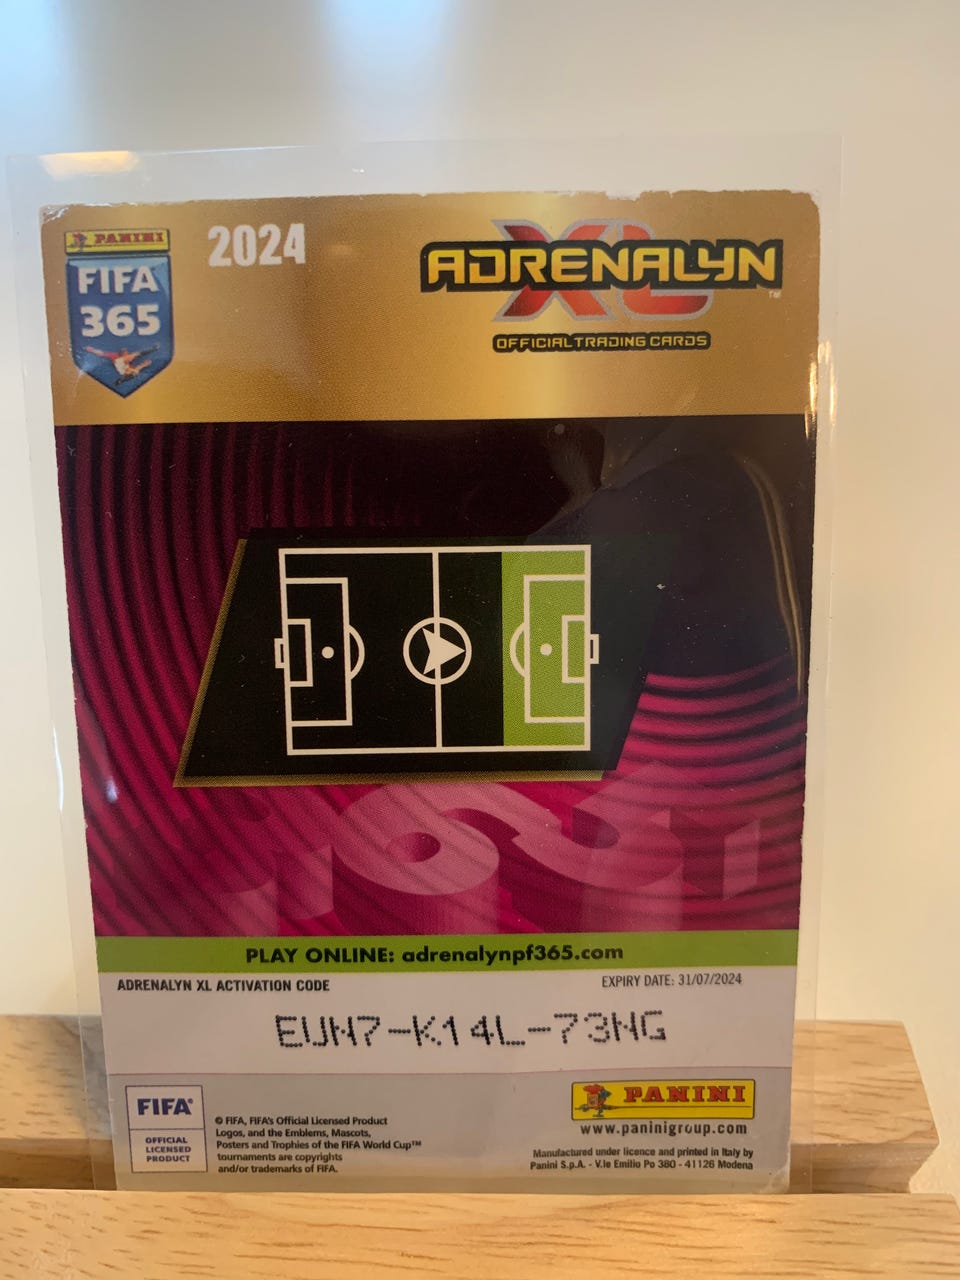 PANINI
FIFA
365
2024
ADRENALYN
XL
™
OFFICIAL TRADING CARDS
PLAY ONLINE: adrenalynpf365.com
ADRENALYN XL ACTIVATION CODE
EXPIRY DATE: 31/07/2024
EUM7-K14L-73NG
FIFA®
OFFICIAL
LICENSED
PRODUCT
© FIFA, FIFA's Official Licensed Product
Logos, and the Emblems, Mascots,
Posters and Trophies of the FIFA World Cup™
tournaments are copyrights
and/or trademarks of FIFA.
PANINI
www.paninigroup.com
Manufactured under licence and printed in Italy by
Panini S.p.A. - V.le Emilio Po 380 - 41126 Modena